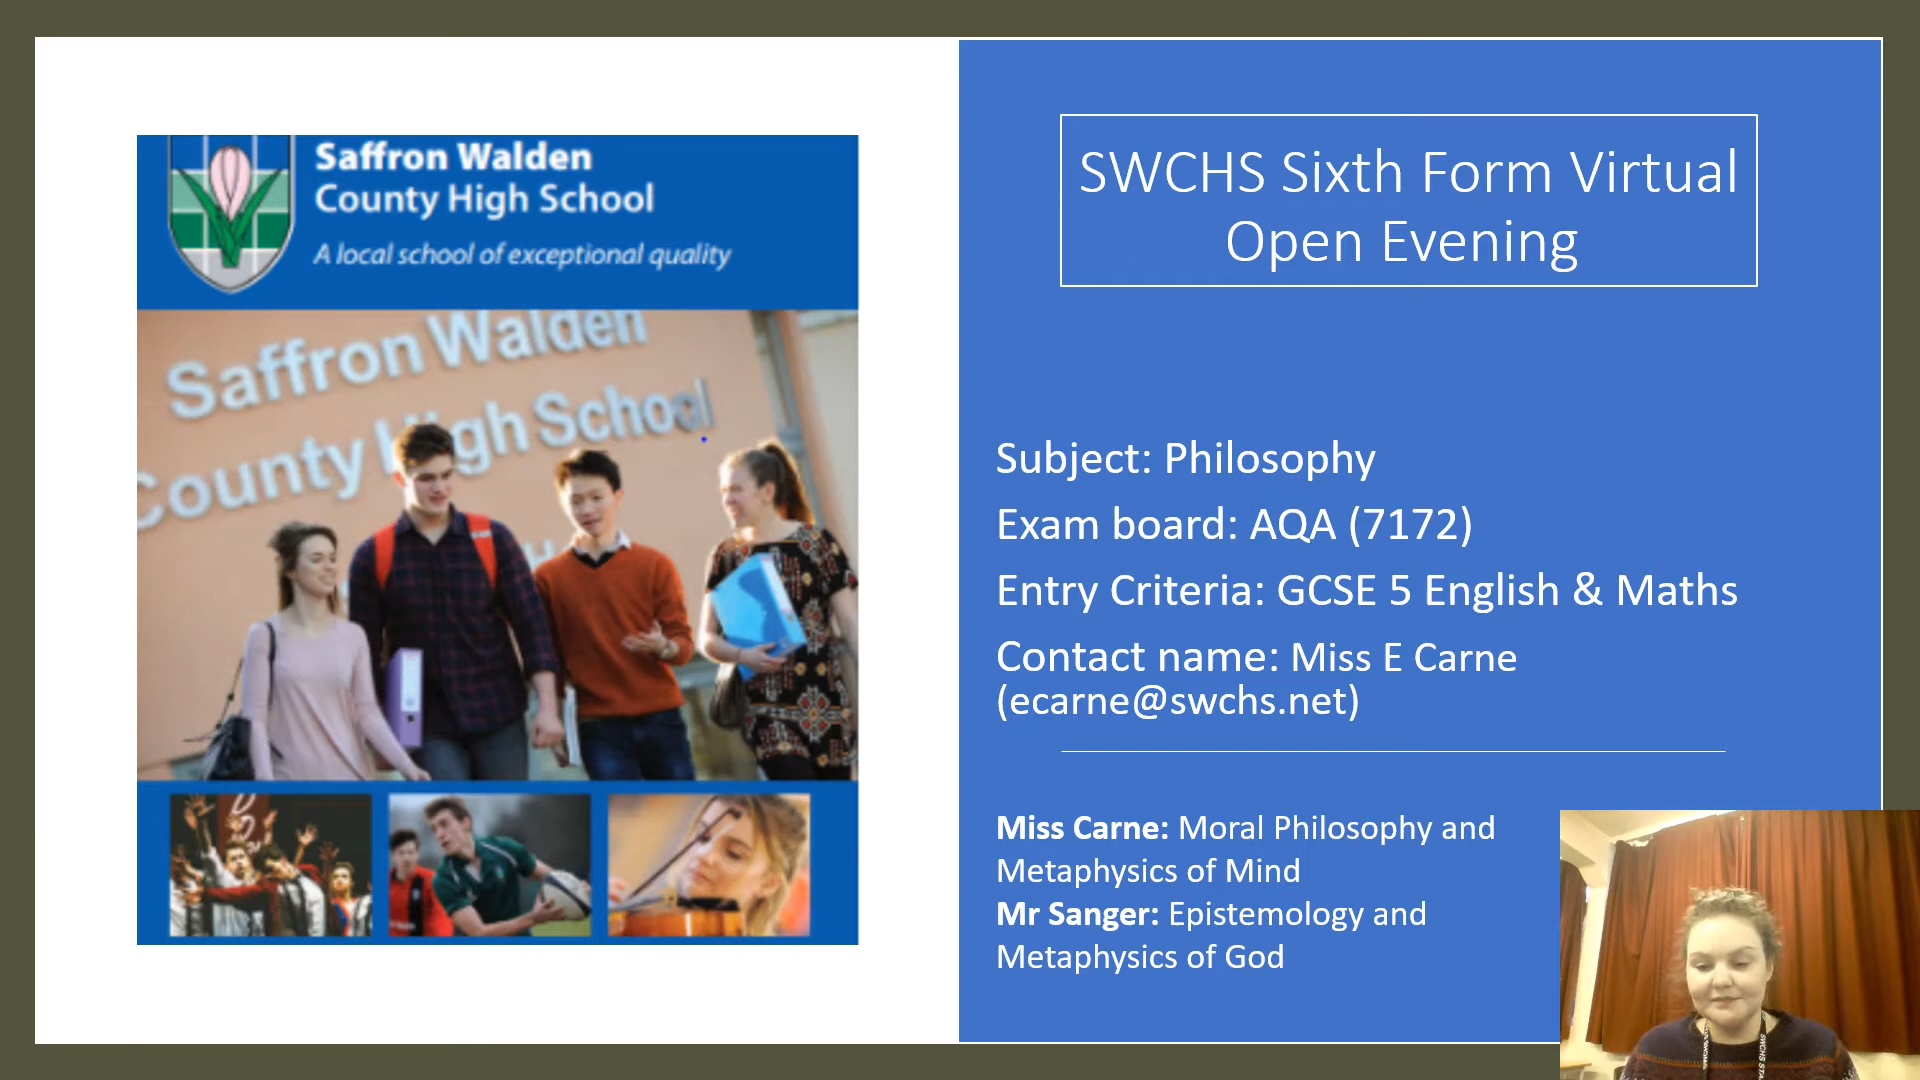 Saffron Walden
County High School
A local school of exceptional quality
Saffron Walden
County High School
SWCHS Sixth Form Virtual
Open Evening
Subject: Philosophy
Exam board: AQA (7172)
Entry Criteria: GCSE 5 English & Maths
Contact name: Miss E Carne
(ecarne@swchs.net)
Miss Carne: Moral Philosophy and
Metaphysics of Mind
Mr Sanger: Epistemology and
Metaphysics of God